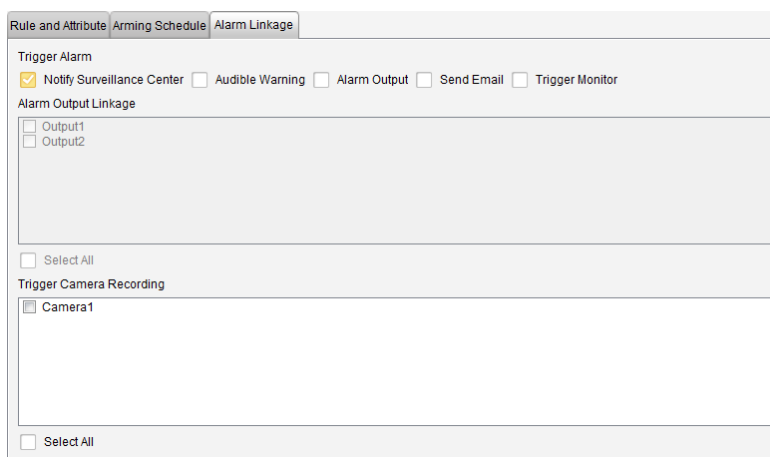 Rule and Attribute Arming Schedule Alarm Linkage
Trigger Alarm
Notify Surveillance Center Audible Warning Alarm Output Send Email Trigger Monitor
Alarm Output Linkage
Output1
Output2
Select All
Trigger Camera Recording
Camera1
Select All